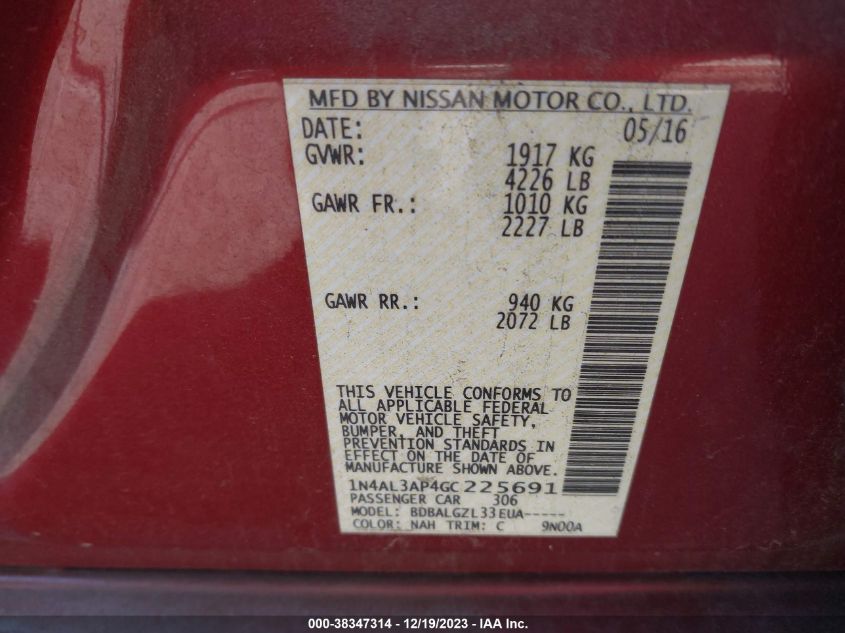 MFD BY NISSAN MOTOR CO., LTD.
DATE: 05/16
GVWR: 1917 KG
4226 LB
GAWR FR.: 1010 KG
2227 LB
GAWR RR.: 940 KG
2072 LB
THIS VEHICLE CONFORMS TO
ALL APPLICABLE FEDERAL
MOTOR VEHICLE SAFETY,
BUMPER, AND THEFT
PREVENTION STANDARDS IN
EFFECT ON THE DATE OF
MANUFACTURE SHOWN ABOVE.
1N4AL3AP4GC225691
PASSENGER CAR 306
MODEL: BDBALGZL33EUA-----
COLOR: NAH TRIM: C 9N00A
000-38347314 - 12/19/2023 - IAA Inc.